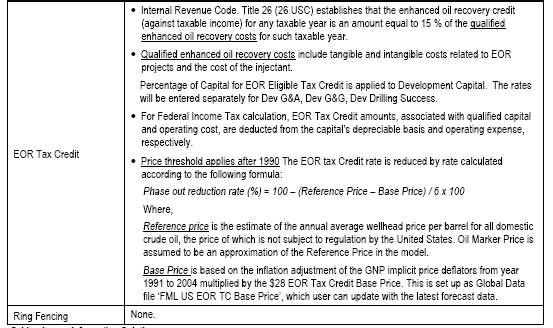 • Internal Revenue Code. Title 26 (26 USC) establishes that the enhanced oil recovery credit
(against taxable income) for any taxable year is an amount equal to 15 % of the qualified
enhanced oil recovery costs for such taxable year.
• Qualified enhanced oil recovery costs include tangible and intangible costs related to EOR
projects and the cost of the injectant.
Percentage of Capital for EOR Eligible Tax Credit is applied to Development Capital. The rates
will be entered separately for Dev G&A, Dev G&G, Dev Drilling Success.
• For Federal Income Tax calculation, EOR Tax Credit amounts, associated with qualified capital
and operating cost, are deducted from the capital's depreciable basis and operating expense,
respectively.
EOR Tax Credit
• Price threshold applies after 1990 The EOR tax credit rate is reduced by rate calculated
according to the following formula:
Phase out reduction rate (%) = 100 – (Reference Price – Base Price) / 6 x 100
Where,
Reference price is the estimate of the annual average wellhead price per barrel for all domestic
crude oil, the price of which is not subject to regulation by the United States. Oil Marker Price is
assumed to be an approximation of the Reference Price in the model.
Base Price is based on the inflation adjustment of the GNP implicit price deflators from year
1991 to 2004 multiplied by the $28 EOR Tax Credit Base Price. This is set up as Global Data
file 'FML US EOR TC Base Price', which user can update with the latest forecast data.
Ring Fencing
None.